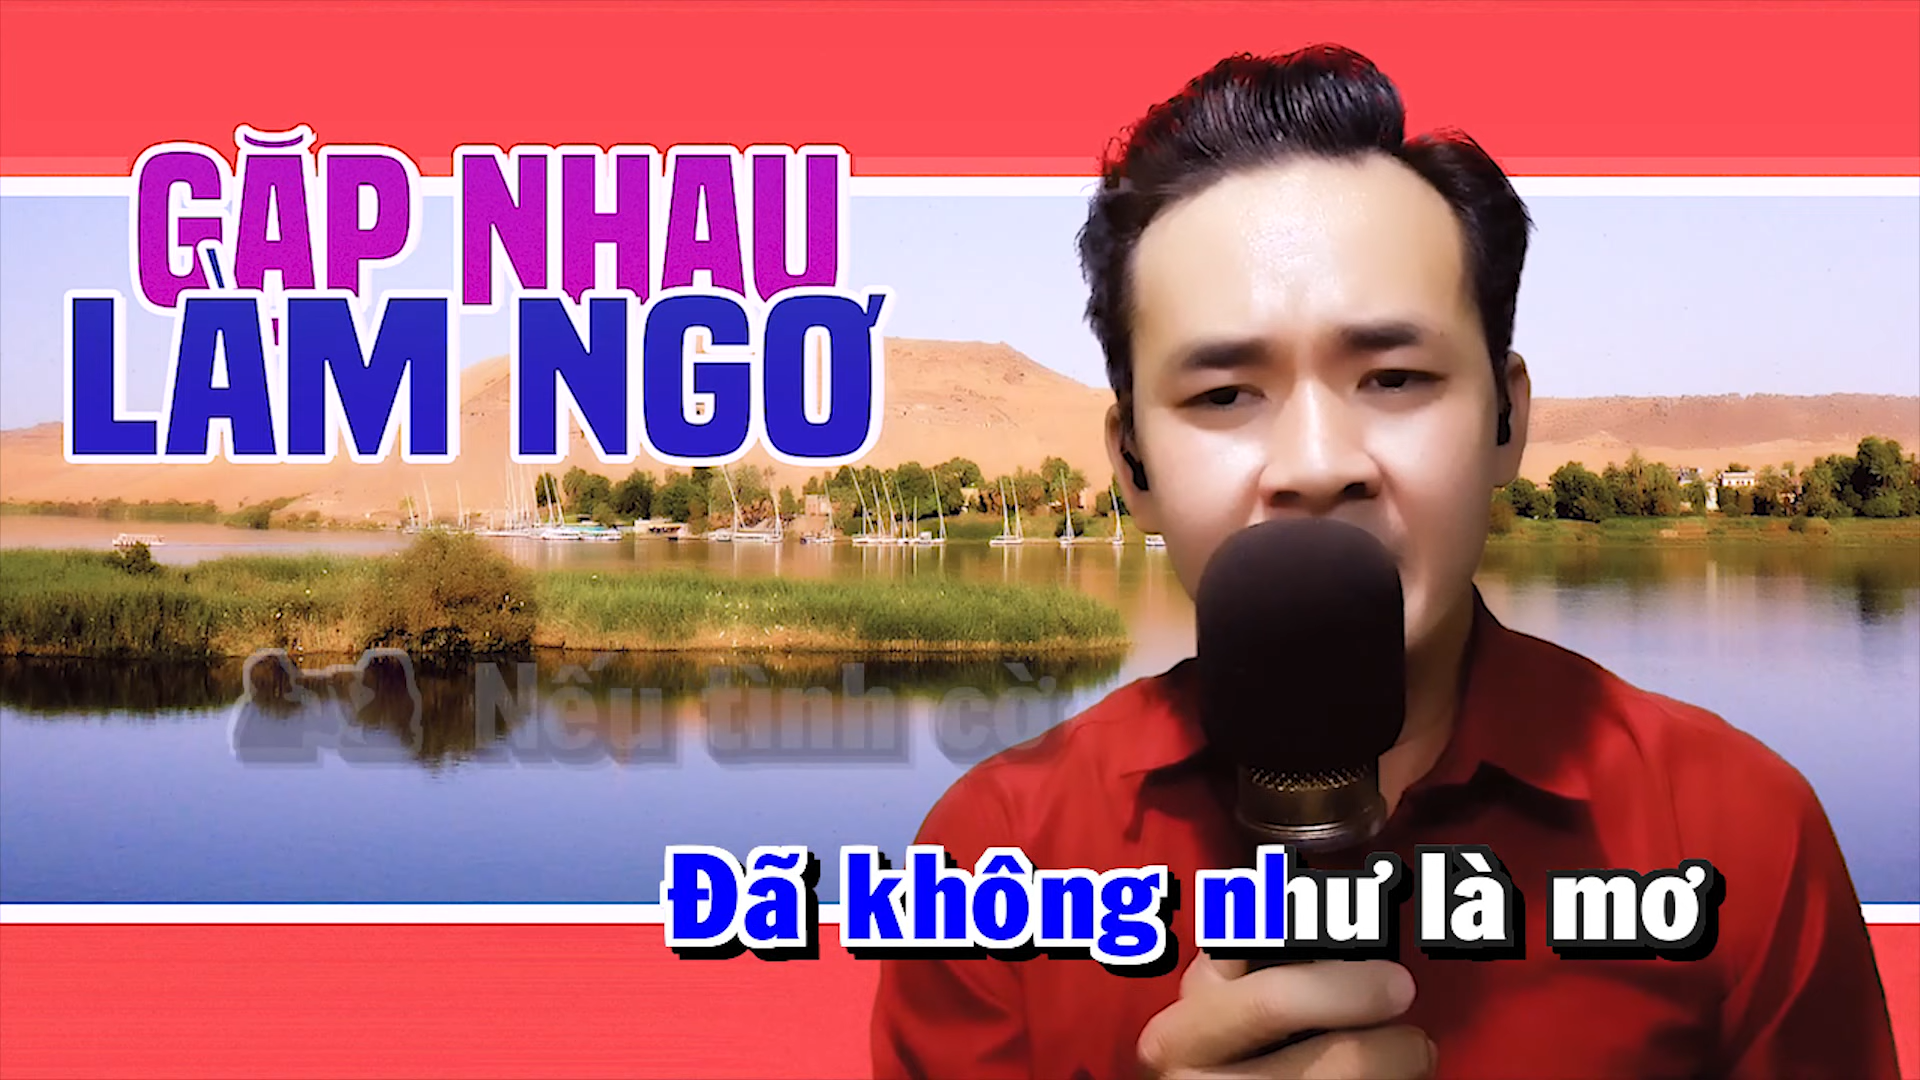 GẶP NHAU
LÀM NGƠ
Nếu tình cờ
Đã không như là mơ